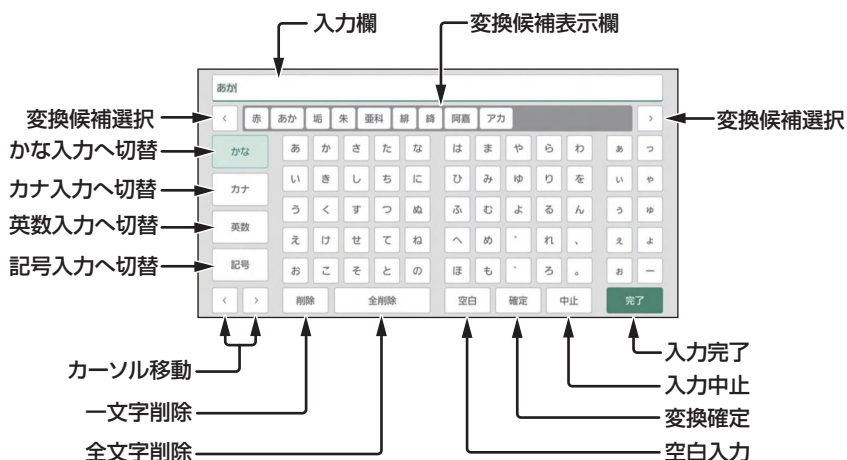 入力欄
変換候補表示欄
あか
変換候補選択
<
赤 あか 垢 朱 亜科 緋 絳 阿嘉 アカ
>
変換候補選択
かな入力へ切替
かな
あ か さ た な は ま や ら わ ぁ っ
カナ入力へ切替
カナ
い き し ち に ひ み ゆ り を ぃ ゃ
英数入力へ切替
英数
う く す つ ぬ ふ む よ る ん ぅ ゅ
え け せ て ね へ め ゛ れ 、 ぇ ょ
記号入力へ切替
記号
お こ そ と の ほ も ゜ ろ 。 ぉ ー
< > 削除 全削除 空白 確定 中止 完了
カーソル移動
入力完了
入力中止
一文字削除
変換確定
全文字削除
空白入力